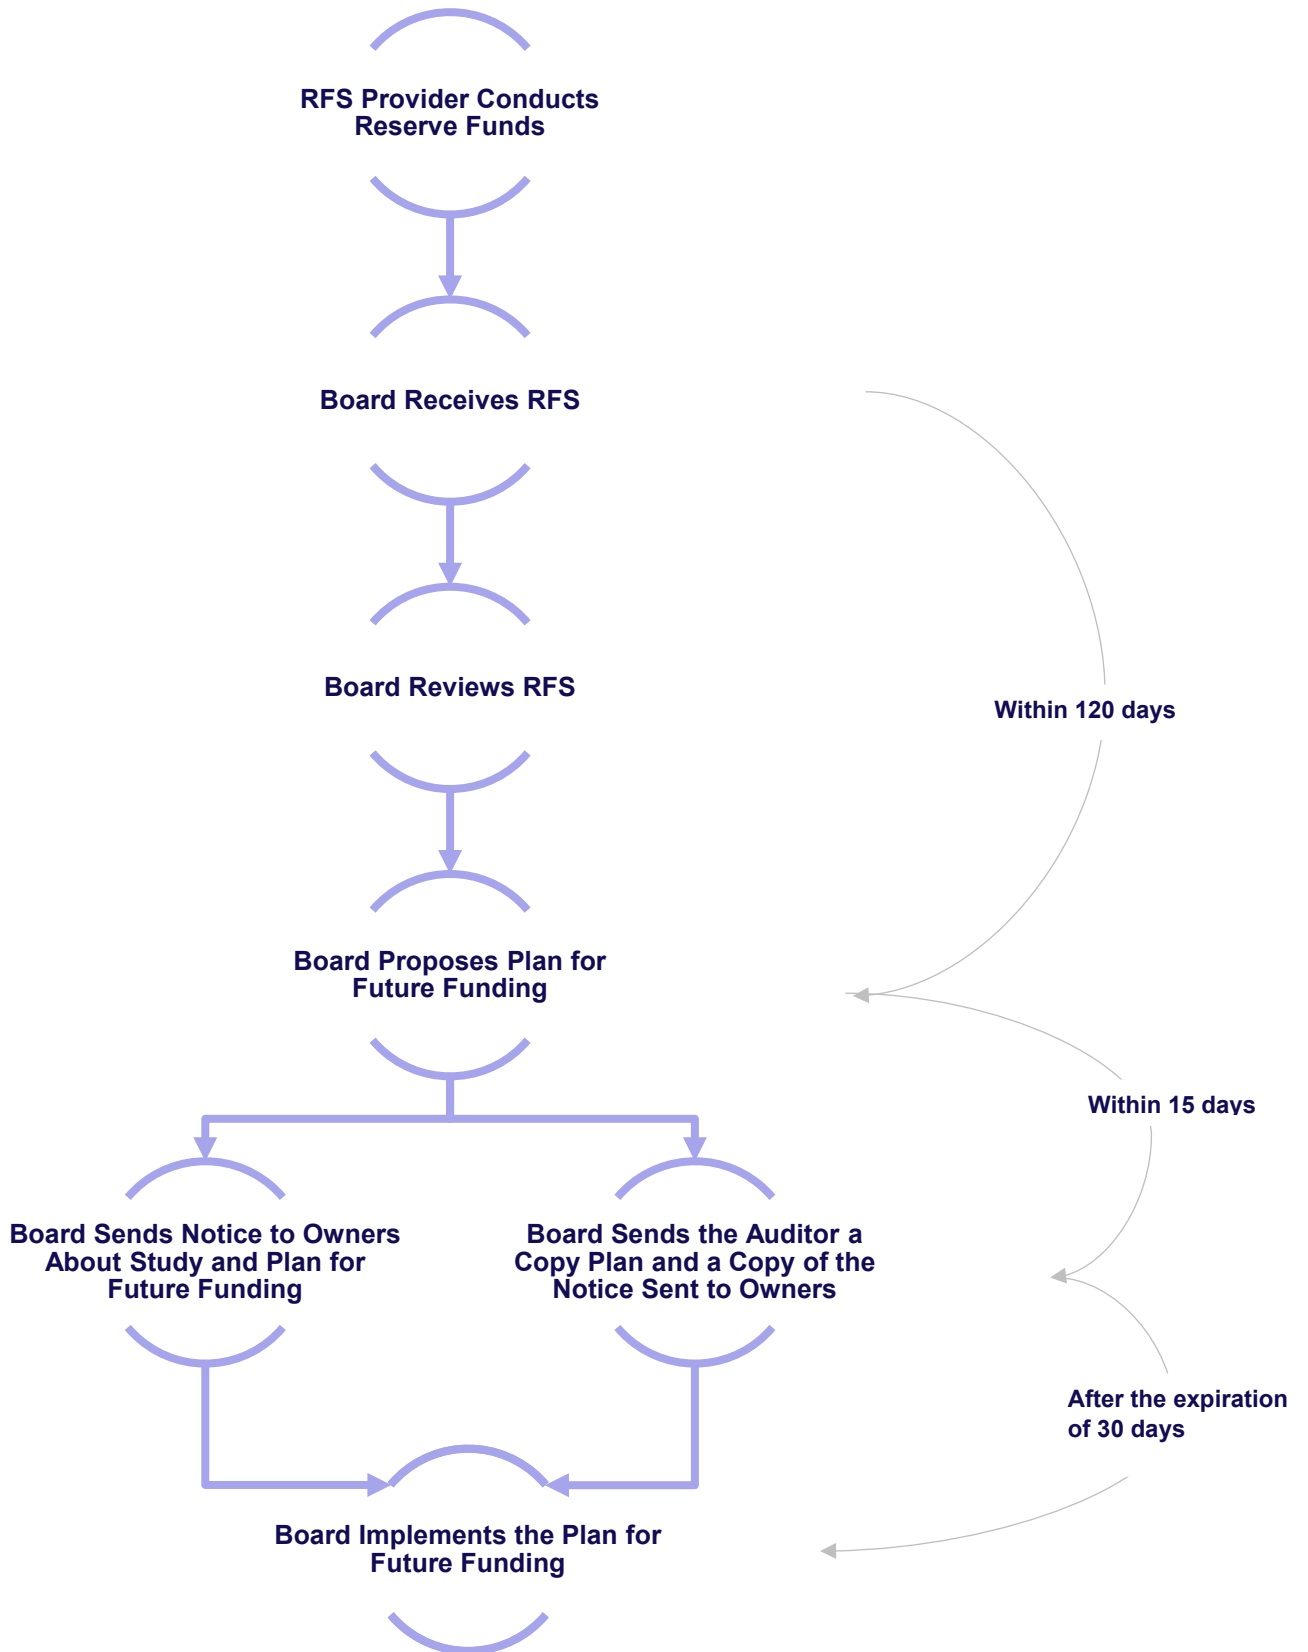 RFS Provider Conducts
Reserve Funds
Board Receives RFS
Board Reviews RFS
Within 120 days
Board Proposes Plan for
Future Funding
Within 15 days
Board Sends Notice to Owners
About Study and Plan for
Future Funding
Board Sends the Auditor a
Copy Plan and a Copy of the
Notice Sent to Owners
After the expiration
of 30 days
Board Implements the Plan for
Future Funding